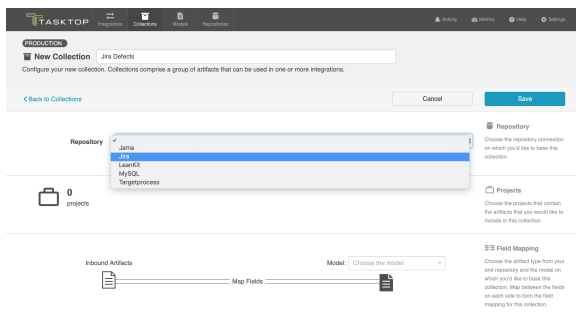 TASKTOP
Integrations
Collections
Models
Repositories
Activity
Metrics
Help
Settings
PRODUCTION
New Collection
Jira Defects
Configure your new collection. Collections comprise a group of artifacts that can be used in one or more integrations.
Back to Collections
Cancel
Save
Repository
Jama
Jira
LeanKit
MySQL
Targetprocess
Repository
Choose the repository connection
on which you'd like to base this
collection.
0
projects
Projects
Choose the projects that contain
the artifacts that you would like to
include in this collection.
Inbound Artifacts
Model:
Choose the model
Map Fields
Field Mapping
Choose the artifact type from your
end repository and the model on
which you'd like to base this
collection. Map between the fields
on each side to form the field
mapping for this collection.